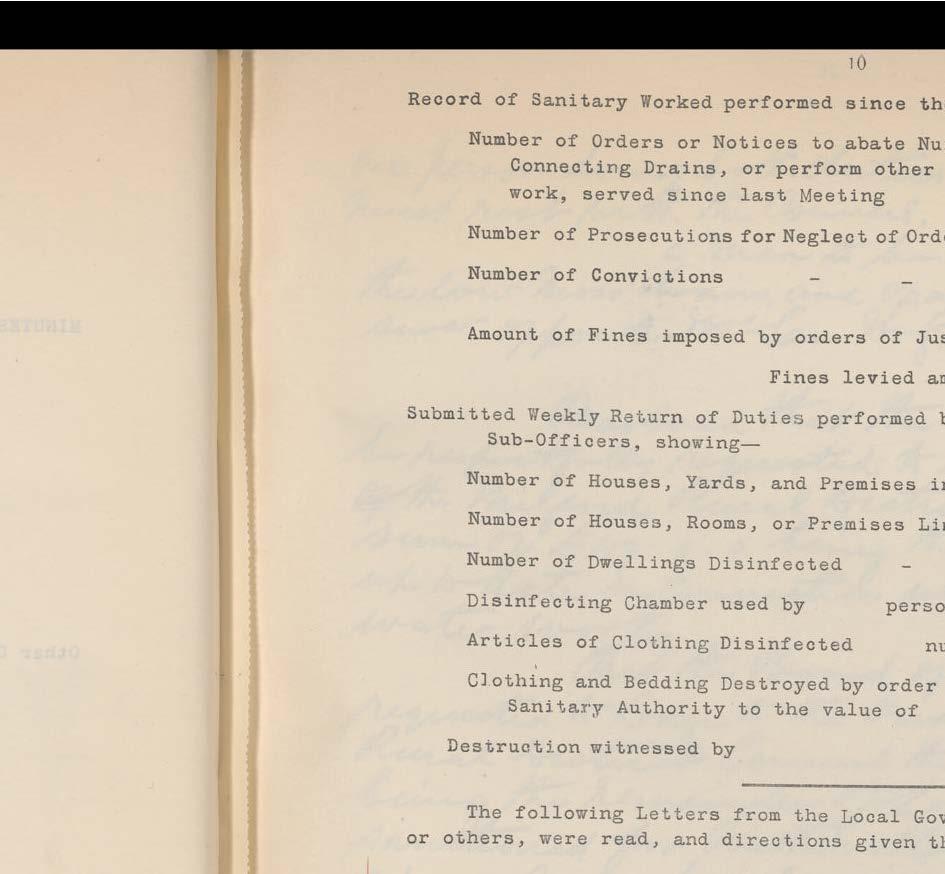 10
Record of Sanitary Worked performed since th
Number of Orders or Notices to abate Nu
Connecting Drains, or perform other
work, served since last Meeting
Number of Prosecutions for Neglect of Ord
Number of Convictions - -
Amount of Fines imposed by orders of Jus
Fines levied an
Submitted Weekly Return of Duties performed b
Sub-Officers, showing—
Number of Houses, Yards, and Premises in
Number of Houses, Rooms, or Premises Lim
Number of Dwellings Disinfected -
Disinfecting Chamber used by perso
Articles of Clothing Disinfected nu
Clothing and Bedding Destroyed by order
Sanitary Authority to the value of
Destruction witnessed by
The following Letters from the Local Gov
or others, were read, and directions given th